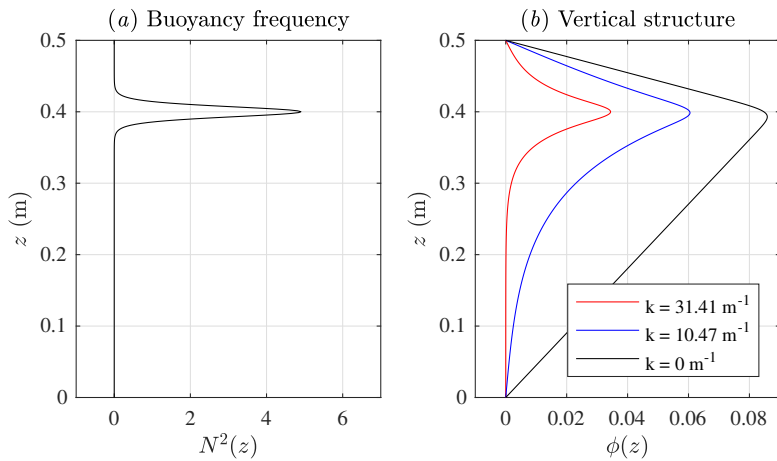 (a) Buoyancy frequency
(b) Vertical structure
0.5
0.4
0.3
0.2
0.1
0
z (m)
0 2 4 6
N²(z)
0.5
0.4
0.3
0.2
0.1
0
z (m)
k = 31.41 m⁻¹
k = 10.47 m⁻¹
k = 0 m⁻¹
0 0.02 0.04 0.06 0.08
ϕ(z)